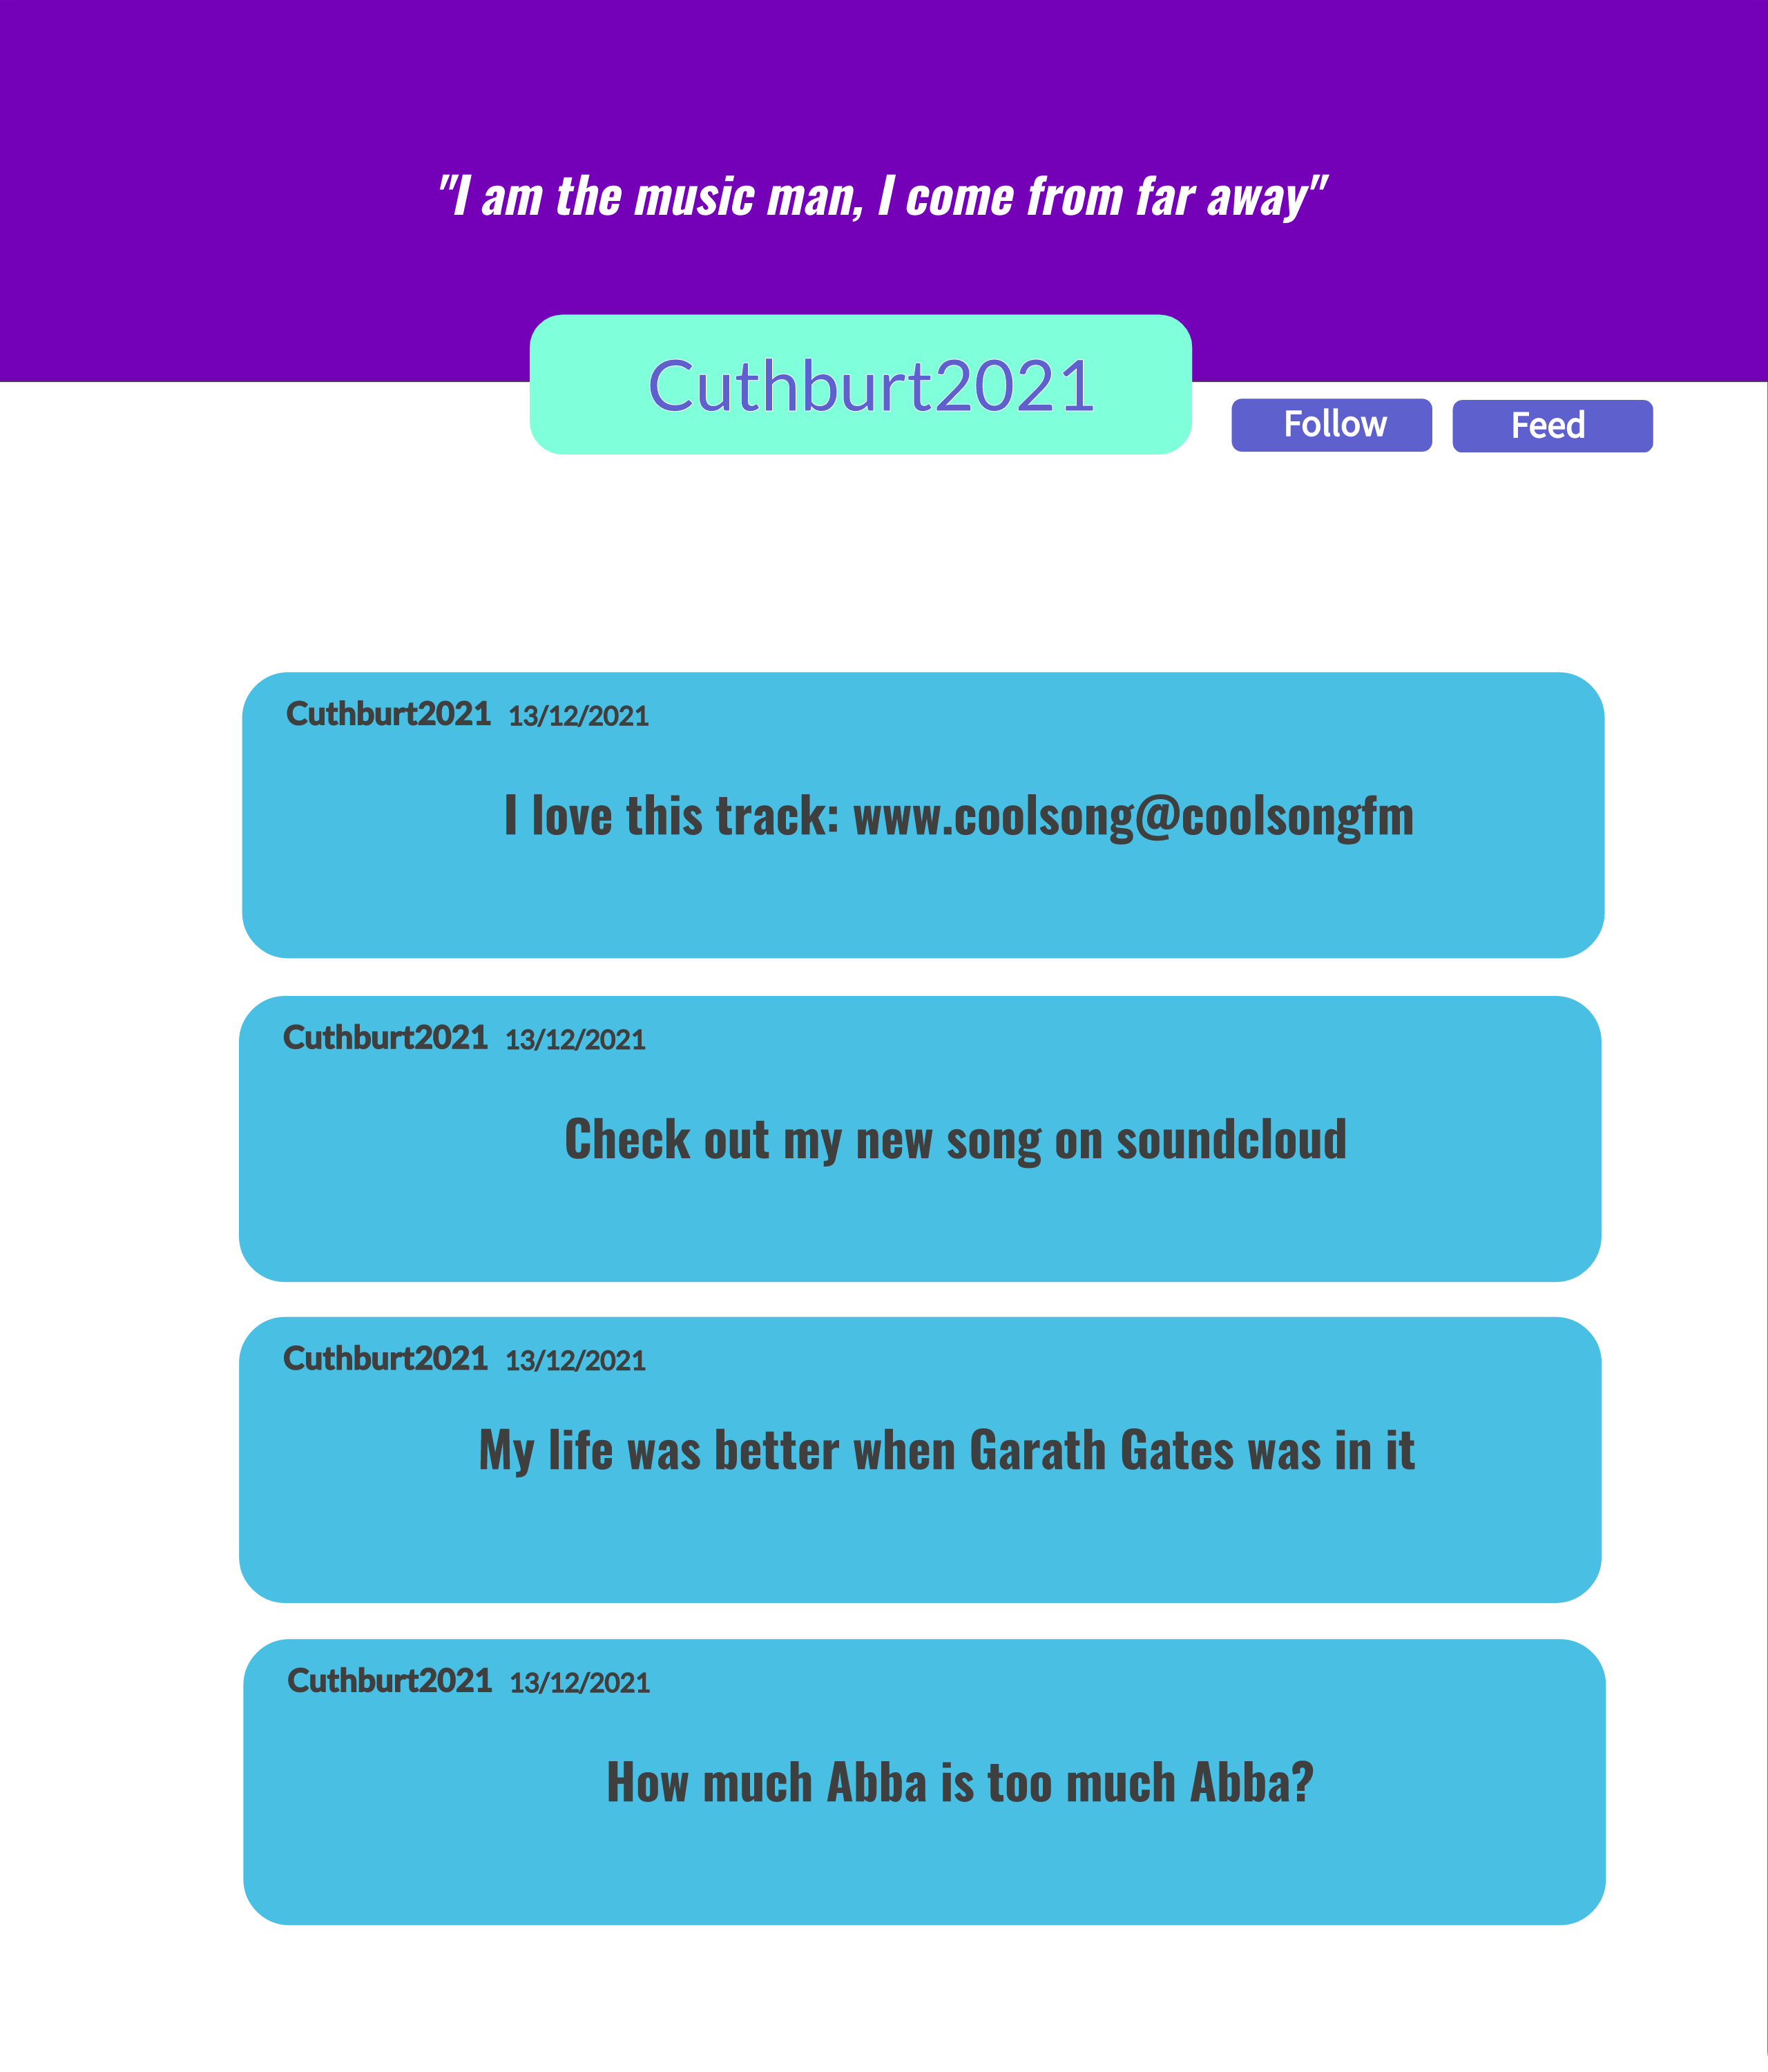 "I am the music man, I come from far away"
Cuthburt2021
Follow Feed
Cuthburt2021 13/12/2021
I love this track: www.coolsong@coolsongfm
Cuthburt2021 13/12/2021
Check out my new song on soundcloud
Cuthburt2021 13/12/2021
My life was better when Garath Gates was in it
Cuthburt2021 13/12/2021
How much Abba is too much Abba?